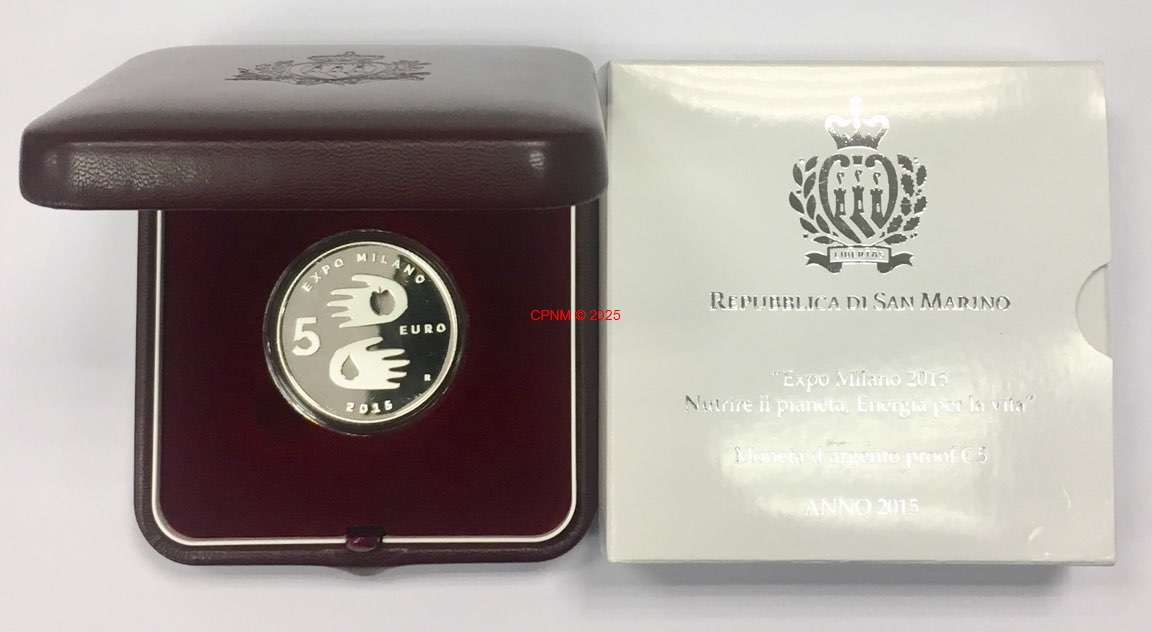 EXPO MILANO
5
EURO
R
2015
CPNM © 2025
LIBERTAS
REPUBBLICA DI SAN MARINO
"Expo Milano 2015
Nutrire il pianeta, Energia per la vita"
Moneta d'argento proof € 5
ANNO 2015